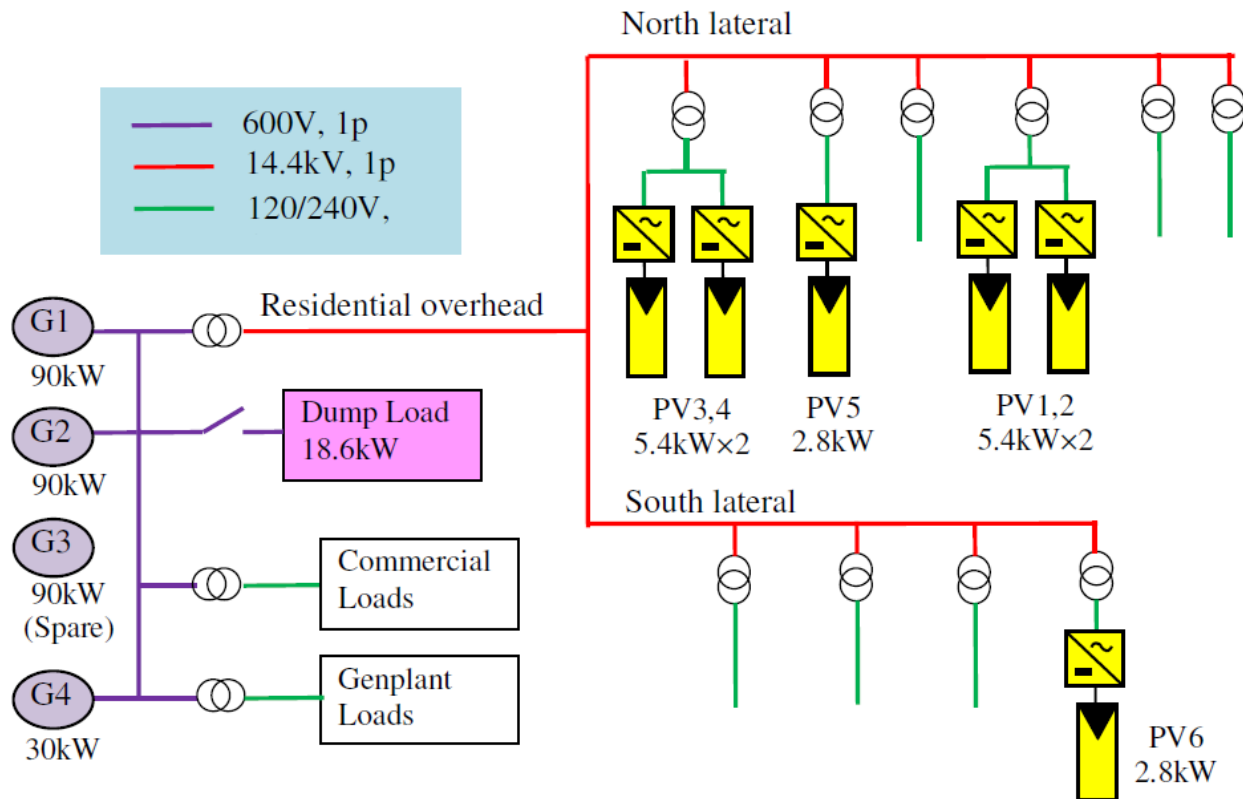 North lateral
600V, 1p
14.4kV, 1p
120/240V,
Residential overhead
G1
90kW
G2
90kW
Dump Load
18.6kW
G3
90kW
(Spare)
Commercial
Loads
G4
30kW
Genplant
Loads
PV3,4
5.4kW×2
PV5
2.8kW
PV1,2
5.4kW×2
South lateral
PV6
2.8kW